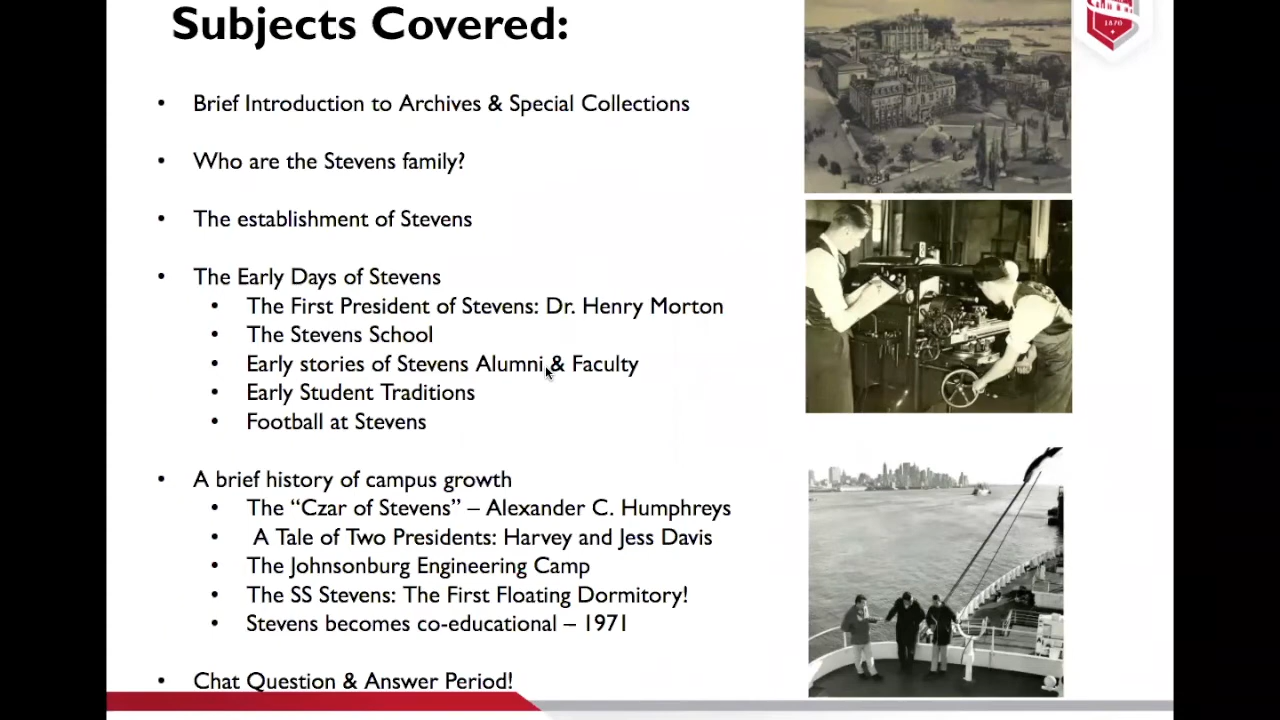 Subjects Covered:
• Brief Introduction to Archives & Special Collections
• Who are the Stevens family?
• The establishment of Stevens
• The Early Days of Stevens
• The First President of Stevens: Dr. Henry Morton
• The Stevens School
• Early stories of Stevens Alumni & Faculty
• Early Student Traditions
• Football at Stevens
• A brief history of campus growth
• The “Czar of Stevens” – Alexander C. Humphreys
• A Tale of Two Presidents: Harvey and Jess Davis
• The Johnsonburg Engineering Camp
• The SS Stevens: The First Floating Dormitory!
• Stevens becomes co-educational – 1971
• Chat Question & Answer Period!
1870